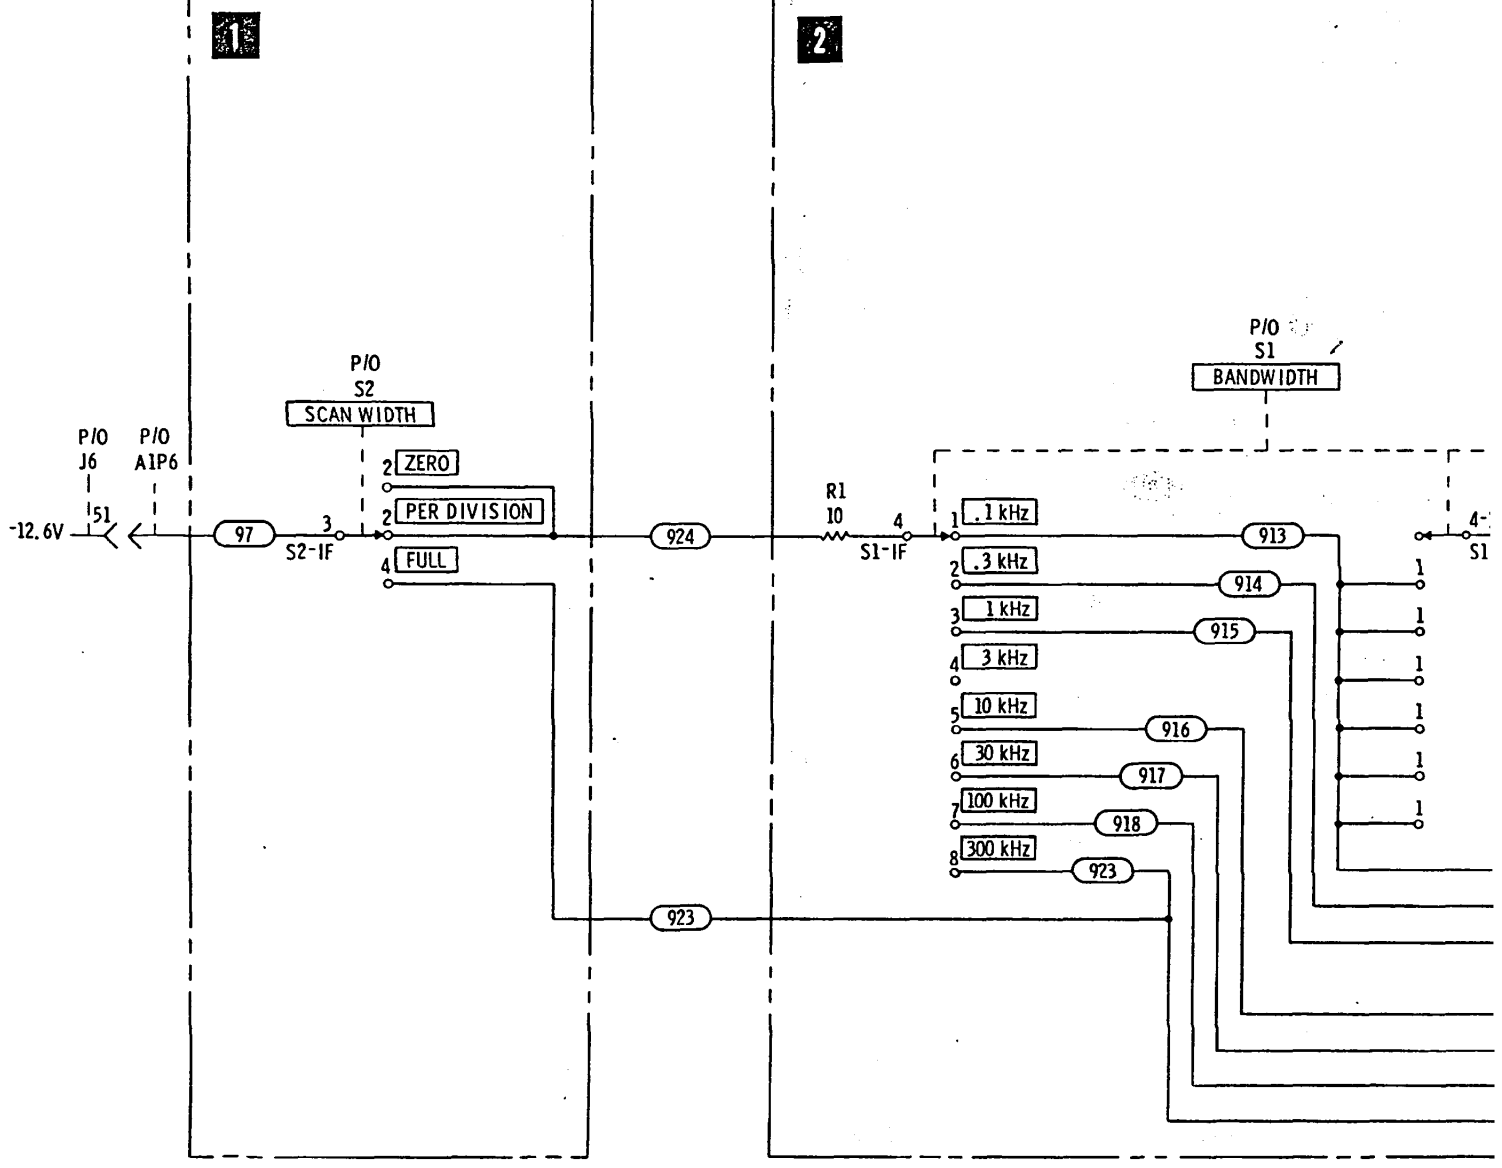 1
2
P/O
S1
BANDWIDTH
P/O
S2
SCAN WIDTH
P/O
J6
P/O
A1P6
2 ZERO
51
-12.6V
97
3
S2-1F
2 PER DIVISION
4 FULL
924
R1
10
4
S1-1F
1 .1 kHz
913
4-
S1
2 .3 kHz
914
1
3 1 kHz
915
1
4 3 kHz
1
5 10 kHz
916
1
6 30 kHz
917
1
7 100 kHz
918
1
8 300 kHz
923
923